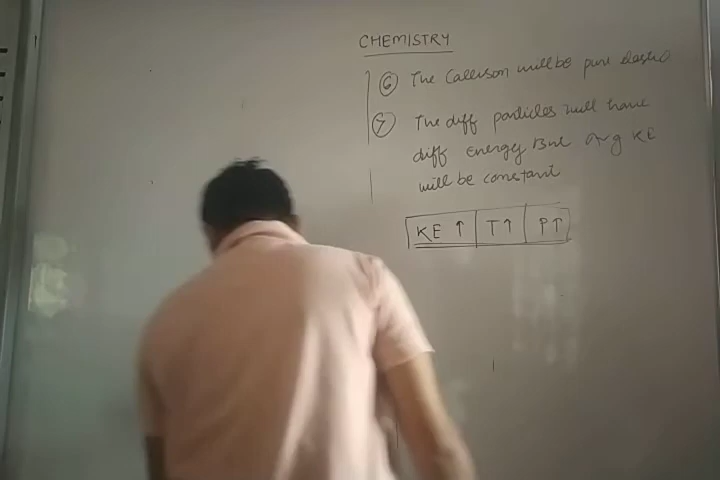 CHEMISTRY
⑥ The Collison will be pure elastic
⑦ The diff particles will have
diff energy But avg KE
will be constant
KE ↑ T↑ P↑